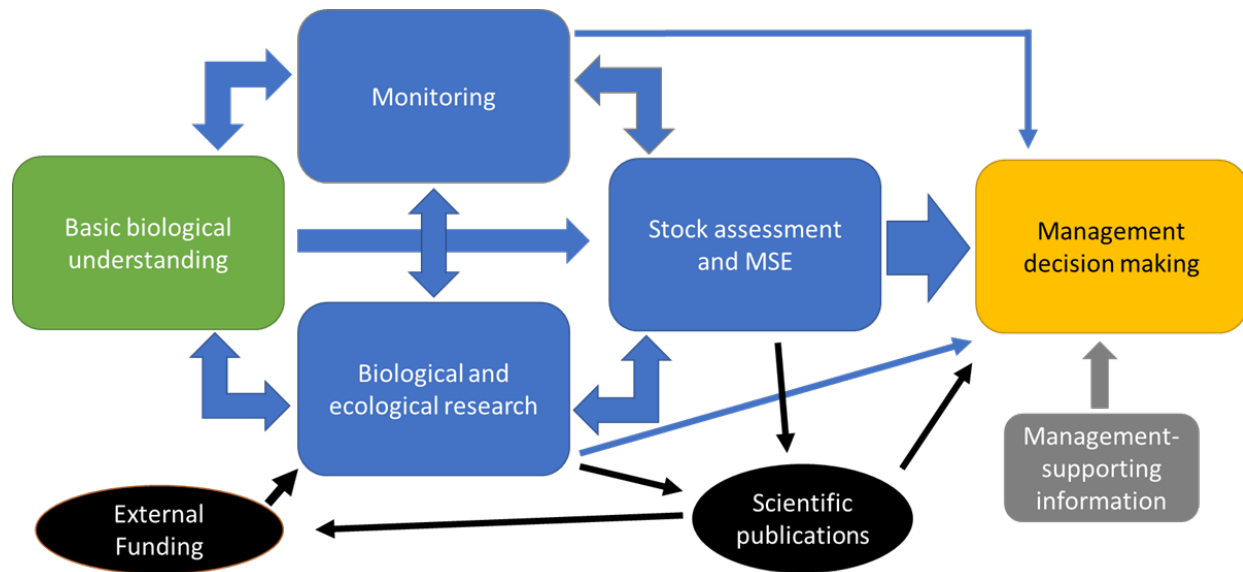 Monitoring
Basic biological
understanding
Stock assessment
and MSE
Management
decision making
Biological and
ecological research
Management-
supporting
information
External
Funding
Scientific
publications